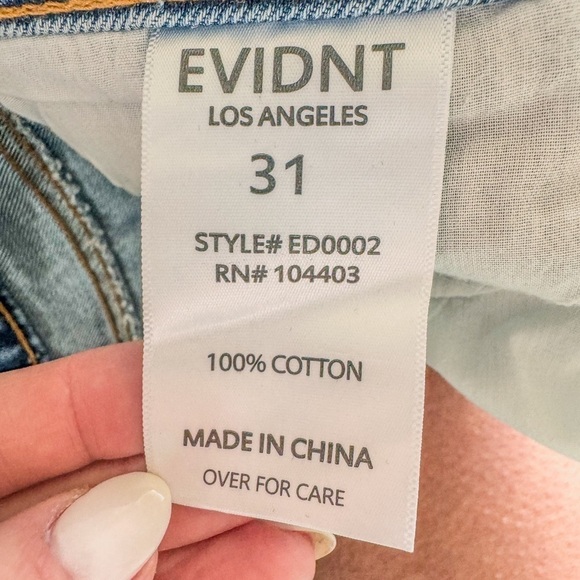 EVIDNT
LOS ANGELES
31
STYLE# ED0002
RN# 104403
100% COTTON
MADE IN CHINA
OVER FOR CARE